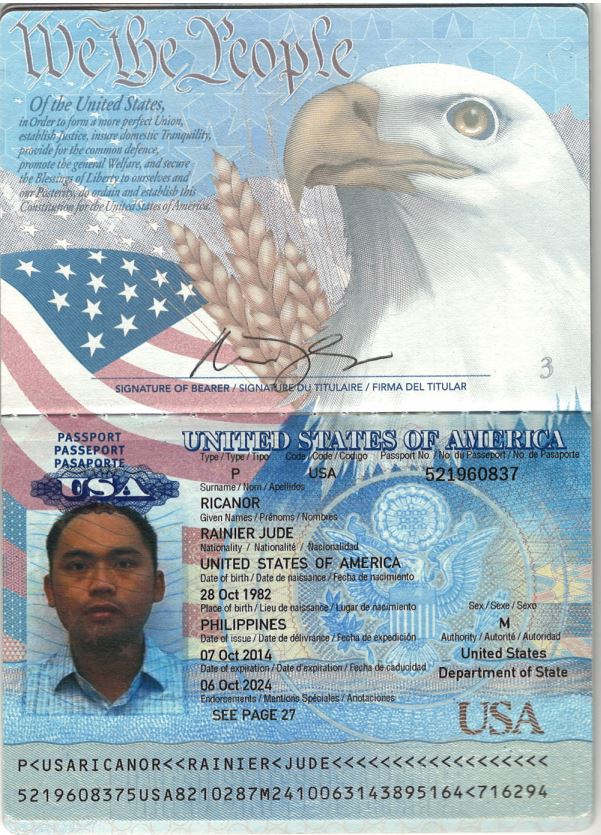 We the People
Of the United States,
in Order to form a more perfect Union,
establish Justice, insure domestic Tranquility,
provide for the common defence,
promote the general Welfare, and secure
the Blessings of Liberty to ourselves and
our Posterity, do ordain and establish this
Constitution for the United States of America.
3
SIGNATURE OF BEARER / SIGNATURE DU TITULAIRE / FIRMA DEL TITULAR
PASSPORT
PASSEPORT
PASAPORTE
USA
UNITED STATES OF AMERICA
Type / Type / Tipo Code / Code / Codigo Passport No. / No. du Passeport / No. de Pasaporte
P USA 521960837
Surname / Nom / Apellidos
RICANOR
Given Names / Prénoms / Nombres
RAINIER JUDE
Nationality / Nationalité / Nacionalidad
UNITED STATES OF AMERICA
Date of birth / Date de naissance / Fecha de nacimiento
28 Oct 1982
Place of birth / Lieu de naissance / Lugar de nacimiento Sex / Sexe / Sexo
PHILIPPINES M
Date of issue / Date de délivrance / Fecha de expedición Authority / Autorité / Autoridad
07 Oct 2014 United States
Date of expiration / Date d'expiration / Fecha de caducidad Department of State
06 Oct 2024
Endorsements / Mentions Spéciales / Anotaciones
SEE PAGE 27
USA
P<USARICANOR<<RAINIER<JUDE<<<<<<<<<<<<<<<<<<
5219608375USA8210287M2410063143895164<716294